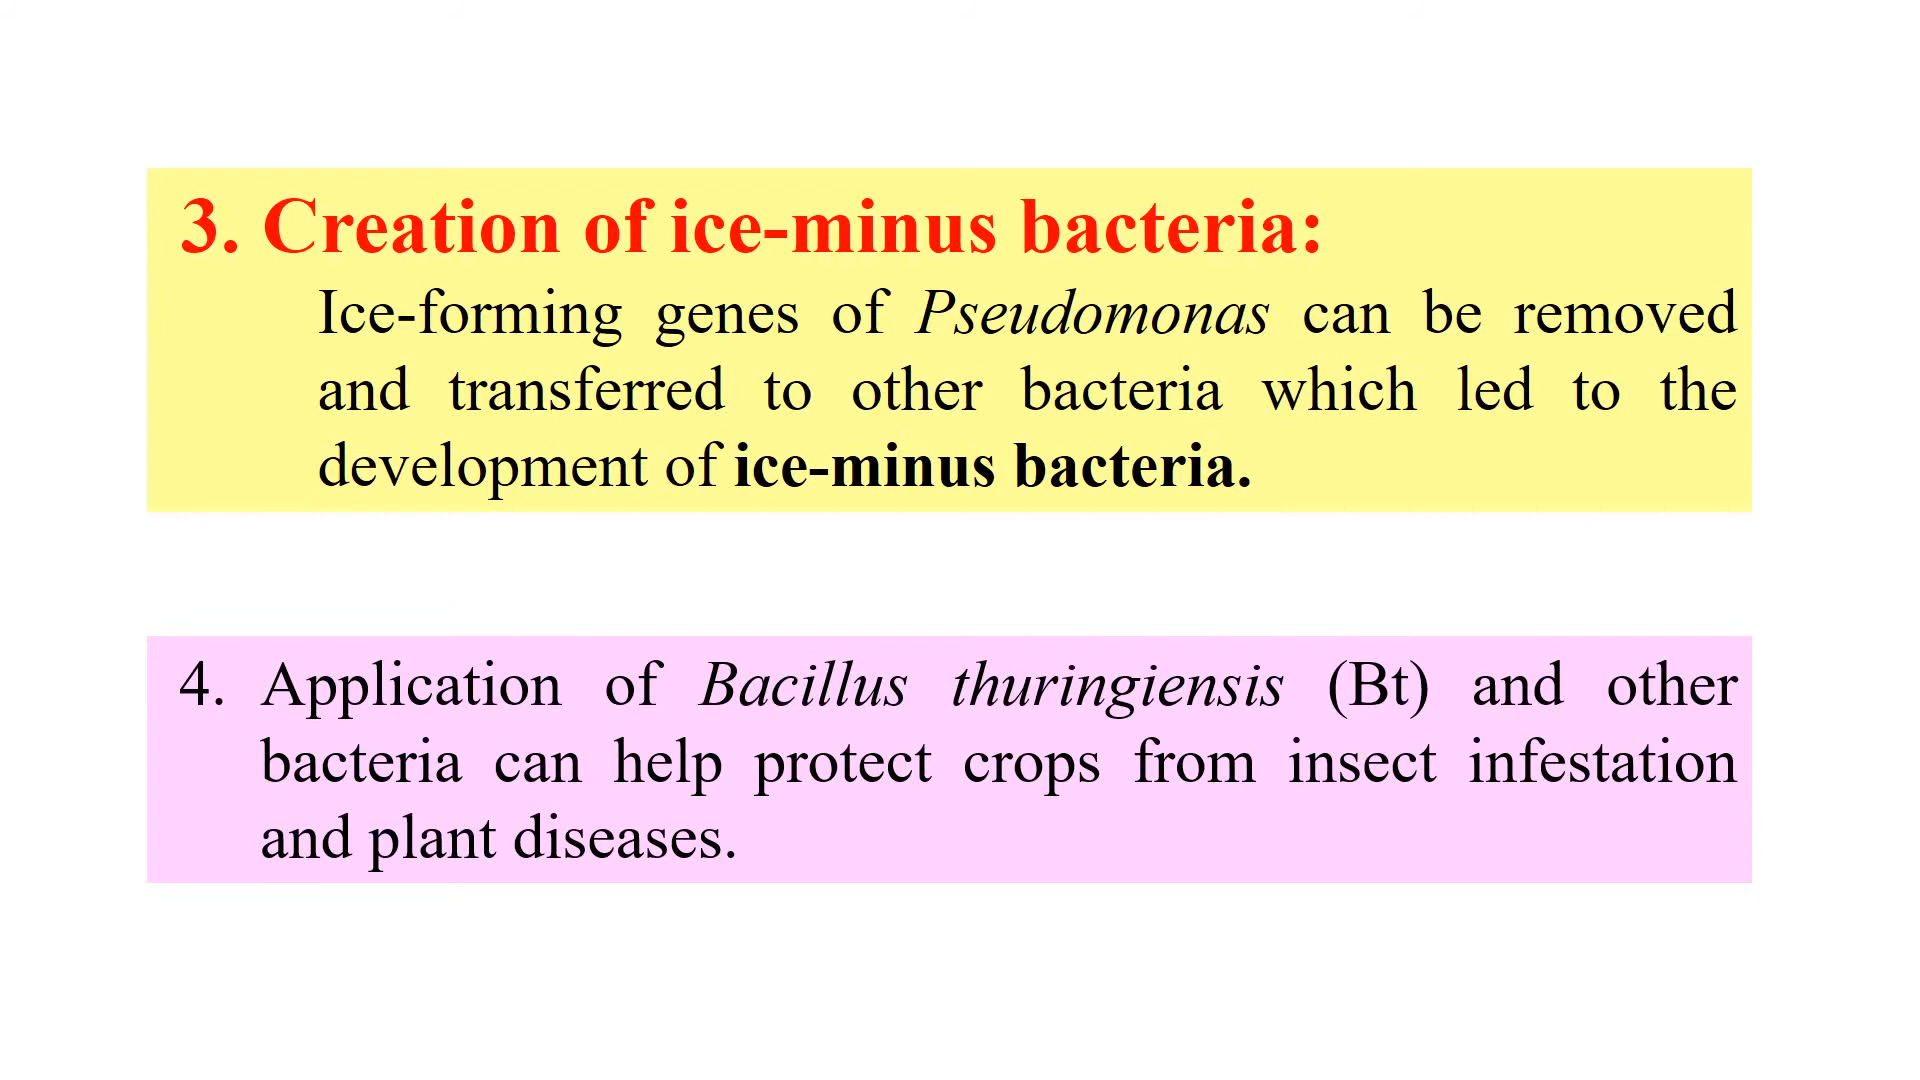 3. Creation of ice-minus bacteria:
Ice-forming genes of Pseudomonas can be removed
and transferred to other bacteria which led to the
development of ice-minus bacteria.
4. Application of Bacillus thuringiensis (Bt) and other
bacteria can help protect crops from insect infestation
and plant diseases.